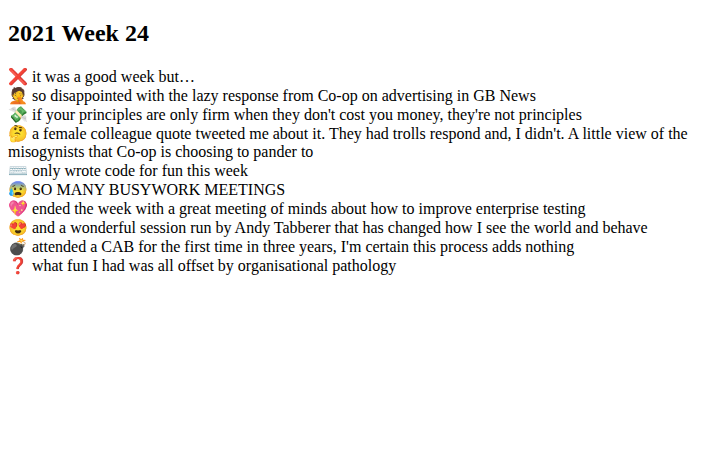 2021 Week 24
❌ it was a good week but…
🤦 so disappointed with the lazy response from Co-op on advertising in GB News
💸 if your principles are only firm when they don't cost you money, they're not principles
🤔 a female colleague quote tweeted me about it. They had trolls respond and, I didn't. A little view of the
misogynists that Co-op is choosing to pander to
⌨️ only wrote code for fun this week
😰 SO MANY BUSYWORK MEETINGS
💖 ended the week with a great meeting of minds about how to improve enterprise testing
😍 and a wonderful session run by Andy Tabberer that has changed how I see the world and behave
💣 attended a CAB for the first time in three years, I'm certain this process adds nothing
❓ what fun I had was all offset by organisational pathology